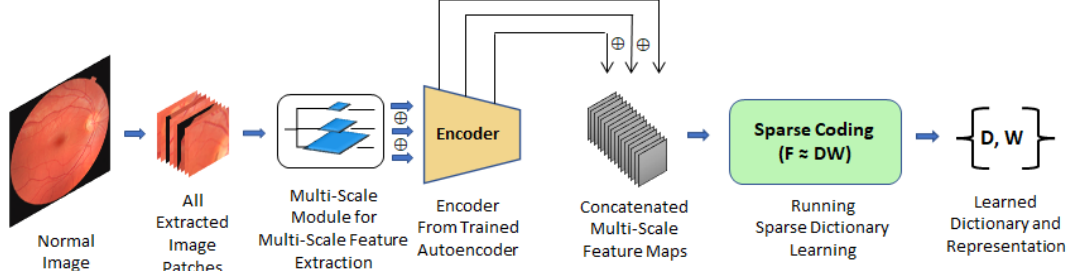 Normal
Image
All
Extracted
Image
Patches
Multi-Scale
Module for
Multi-Scale Feature
Extraction
⊕
⊕
Encoder
Encoder
From Trained
Autoencoder
⊕ ⊕
Concatenated
Multi-Scale
Feature Maps
Sparse Coding
(F ≈ DW)
Running
Sparse Dictionary
Learning
{D, W}
Learned
Dictionary and
Representation